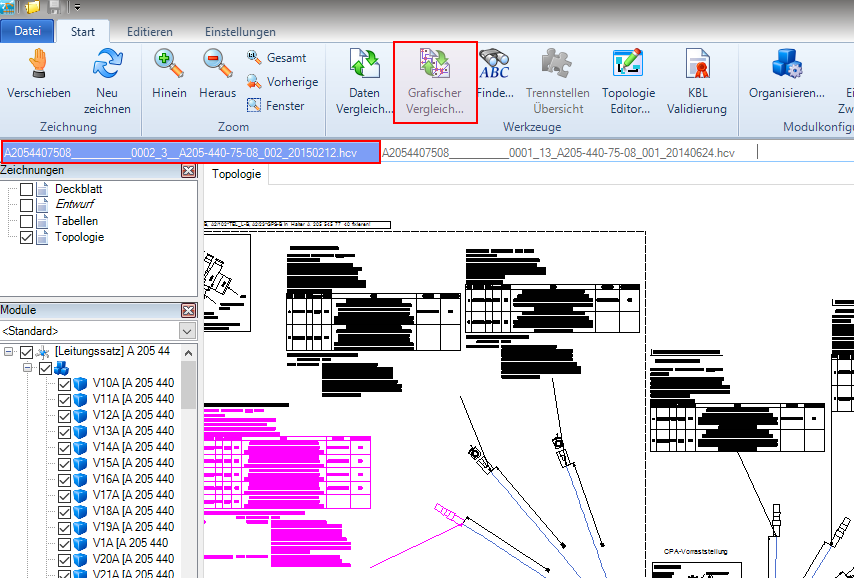 Datei Start Editieren Einstellungen
Verschieben
Neu
zeichnen
Zeichnung
Hinein
Heraus
Gesamt
Vorherige
Fenster
Zoom
Daten
Vergleich...
Grafischer
Vergleich...
ABC
Finde...
Trennstellen
Übersicht
Topologie
Editor...
KBL
Validierung
Werkzeuge
Organisieren...
Modulkonfigu
A2054407508__________0002_3__A205-440-75-08_002_20150212.hcv
A2054407508__________0001_13_A205-440-75-08_001_20140624.hcv
Zeichnungen
Deckblatt
Entwurf
Tabellen
Topologie
Module
<Standard>
[Leitungssatz] A 205 44
V10A [A 205 440
V11A [A 205 440
V12A [A 205 440
V13A [A 205 440
V14A [A 205 440
V15A [A 205 440
V16A [A 205 440
V17A [A 205 440
V18A [A 205 440
V19A [A 205 440
V1A [A 205 440
V20A [A 205 440
V21A [A 205 440
Topologie
CPA-Vorraststellung